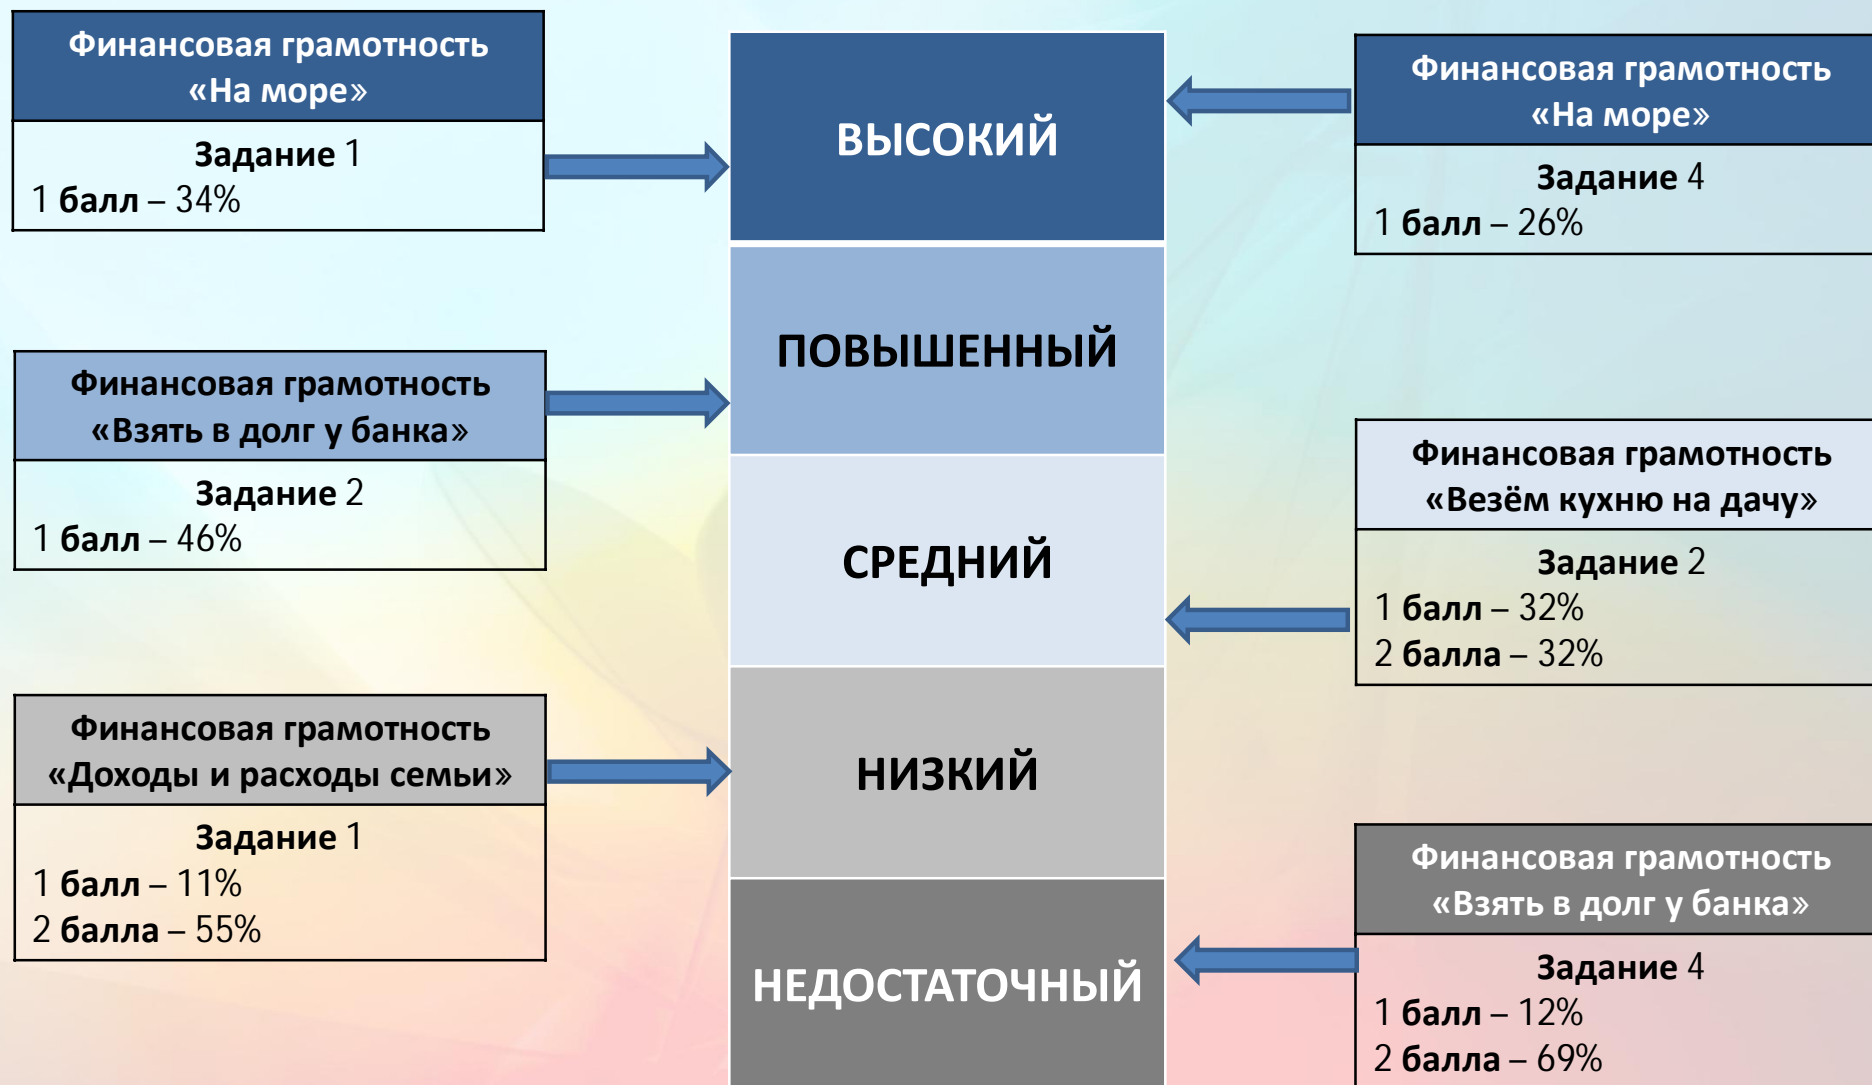 Финансовая грамотность
«На море»
Задание 1
1 балл – 34%
Финансовая грамотность
«Взять в долг у банка»
Задание 2
1 балл – 46%
Финансовая грамотность
«Доходы и расходы семьи»
Задание 1
1 балл – 11%
2 балла – 55%
ВЫСОКИЙ
ПОВЫШЕННЫЙ
СРЕДНИЙ
НИЗКИЙ
НЕДОСТАТОЧНЫЙ
Финансовая грамотность
«На море»
Задание 4
1 балл – 26%
Финансовая грамотность
«Везём кухню на дачу»
Задание 2
1 балл – 32%
2 балла – 32%
Финансовая грамотность
«Взять в долг у банка»
Задание 4
1 балл – 12%
2 балла – 69%